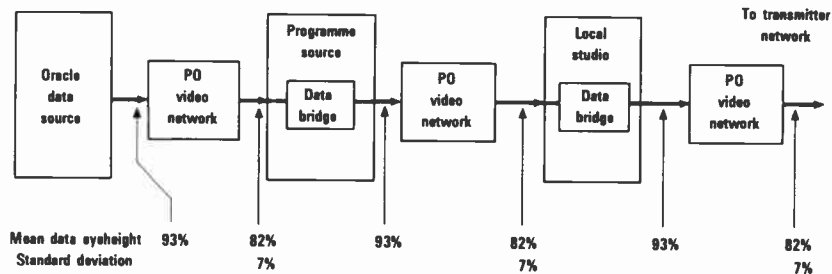 To transmitter
network
Programme
source
Local
studio
Oracle
data
source
PO
video
network
Data
bridge
PO
video
network
Data
bridge
PO
video
network
Mean data eyeheight 93% 82% 93% 82% 93% 82%
Standard deviation 7% 7% 7%